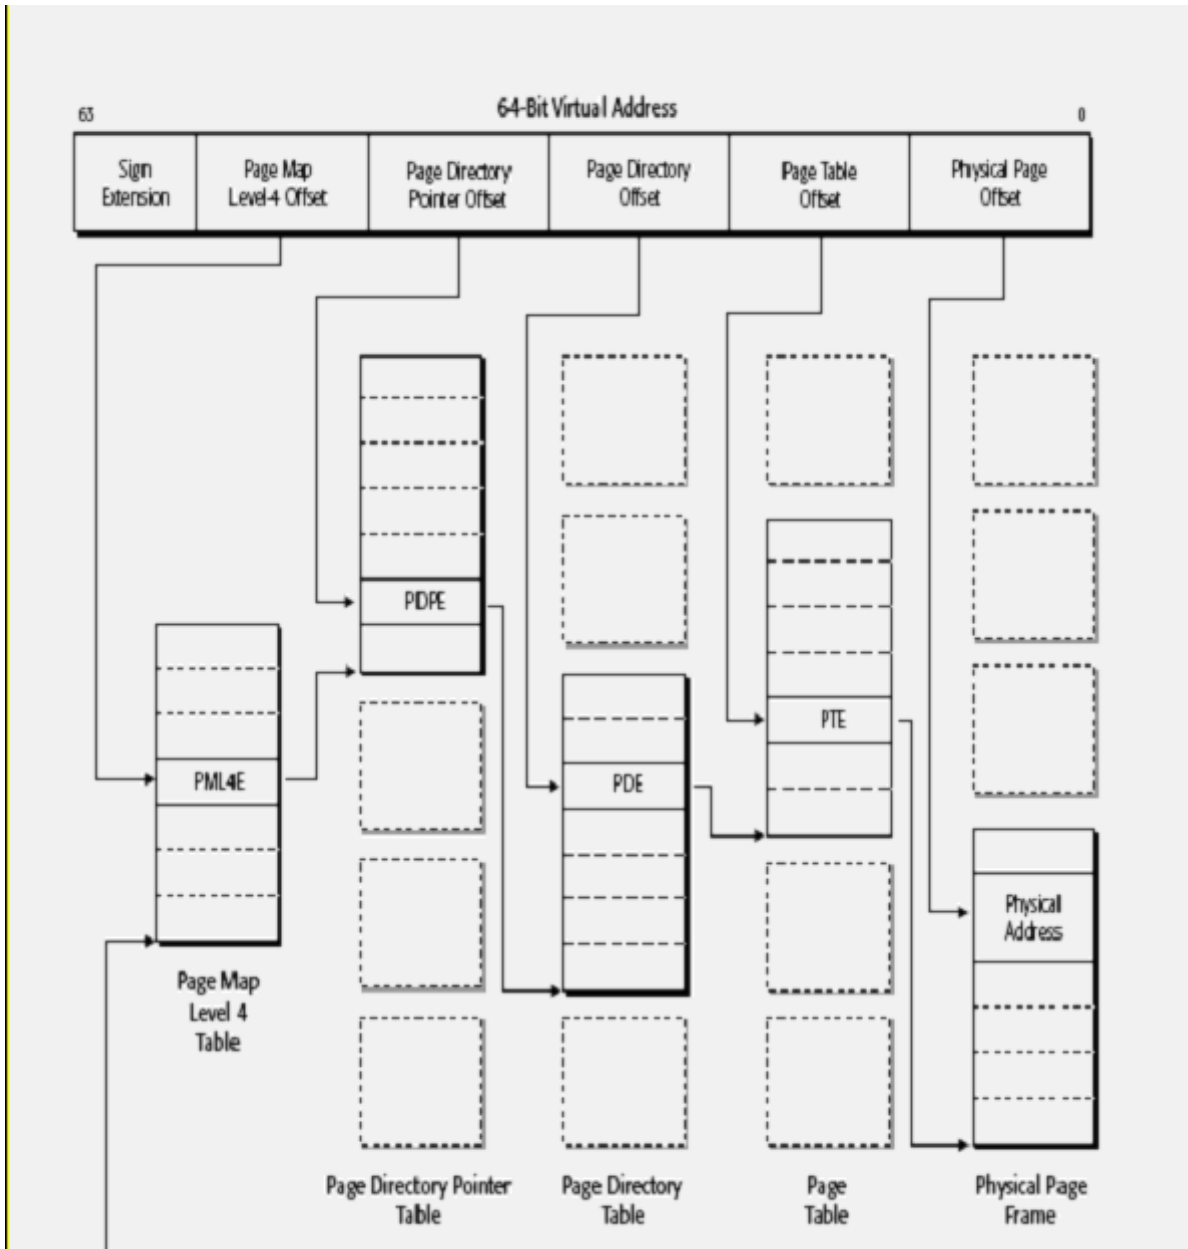 64-Bit Virtual Address
63
0
Sign
Extension
Page Map
Level-4 Offset
Page Directory
Pointer Offset
Page Directory
Offset
Page Table
Offset
Physical Page
Offset
PDPE
PTE
PML4E
PDE
Physical
Address
Page Map
Level 4
Table
Page Directory Pointer
Table
Page Directory
Table
Page
Table
Physical Page
Frame